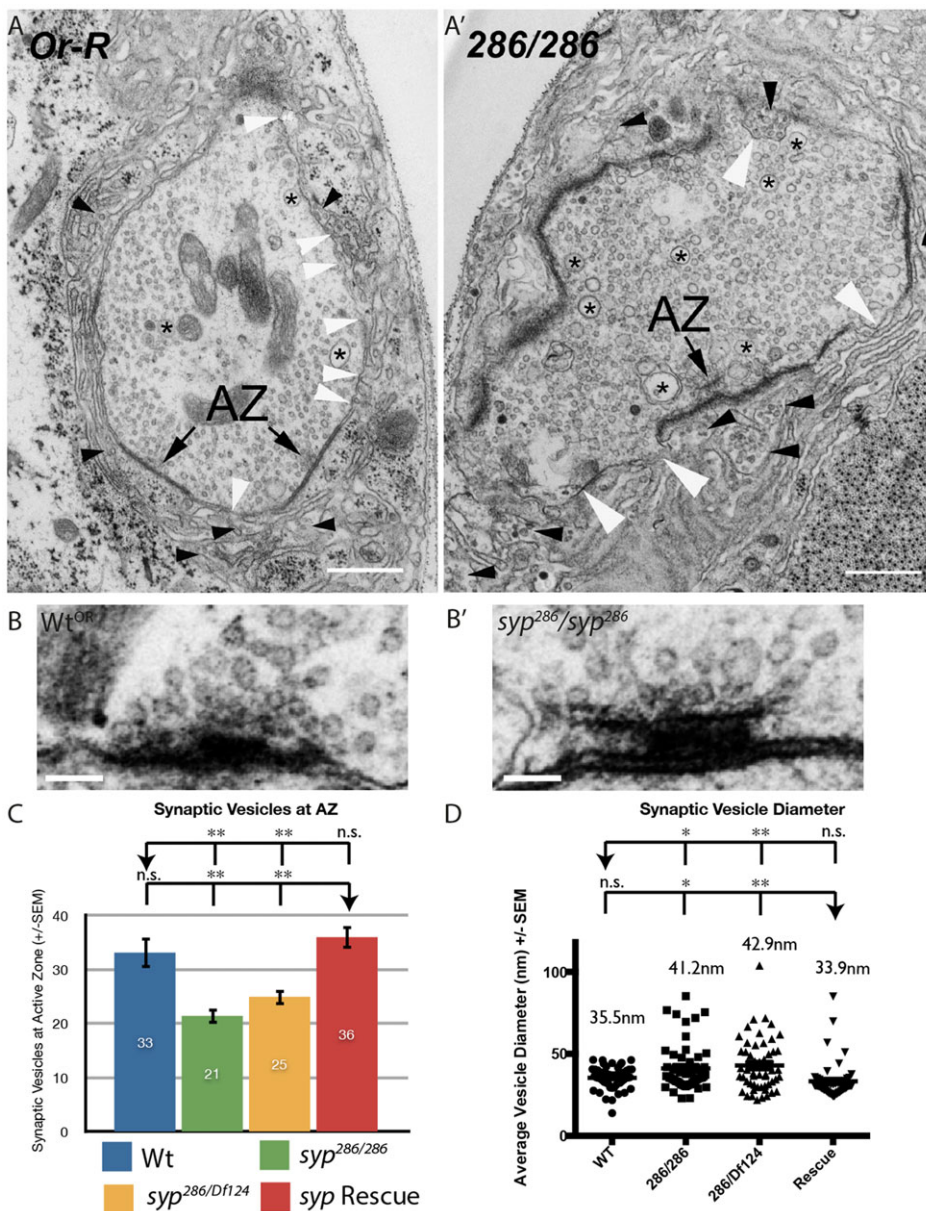 A Or-R
A' 286/286
*
*
*
AZ
*
*
*
*
*
AZ
*
*
B Wt^OR
B' syp^286/syp^286
C Synaptic Vesicles at AZ
** ** n.s.
n.s. ** **
Synaptic Vesicles at Active Zone (+/-SEM)
40
30
20
10
0
33
21
25
36
Wt
syp^286/286
syp^286/Df124
syp Rescue
D Synaptic Vesicle Diameter
* ** n.s.
n.s. * **
Average Vesicle Diameter (nm) +/- SEM
100
50
0
35.5nm
41.2nm
42.9nm
33.9nm
WT
286/286
286/Df124
Rescue